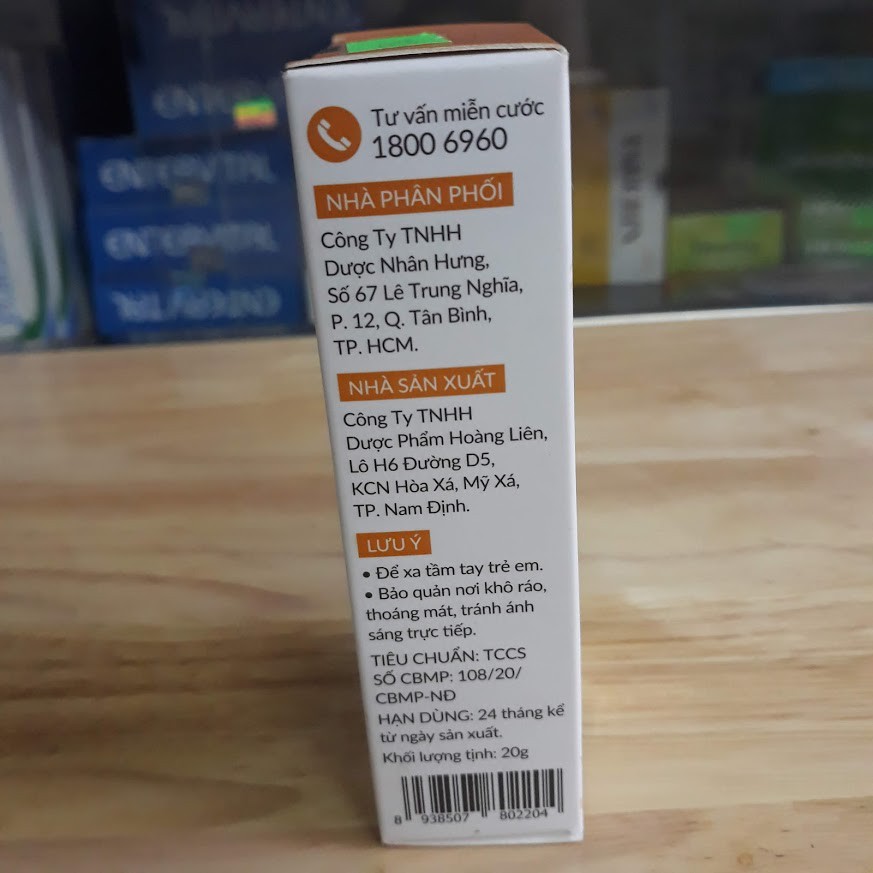 Tư vấn miễn cước
1800 6960
NHÀ PHÂN PHỐI
Công Ty TNHH
Dược Nhân Hưng,
Số 67 Lê Trung Nghĩa,
P. 12, Q. Tân Bình,
TP. HCM.
NHÀ SẢN XUẤT
Công Ty TNHH
Dược Phẩm Hoàng Liên,
Lô H6 Đường D5,
KCN Hòa Xá, Mỹ Xá,
TP. Nam Định.
LƯU Ý
• Để xa tầm tay trẻ em.
• Bảo quản nơi khô ráo,
thoáng mát, tránh ánh
sáng trực tiếp.
TIÊU CHUẨN: TCCS
SỐ CBMP: 108/20/
CBMP-NĐ
HẠN DÙNG: 24 tháng kể
từ ngày sản xuất.
Khối lượng tịnh: 20g
8 938507 802204